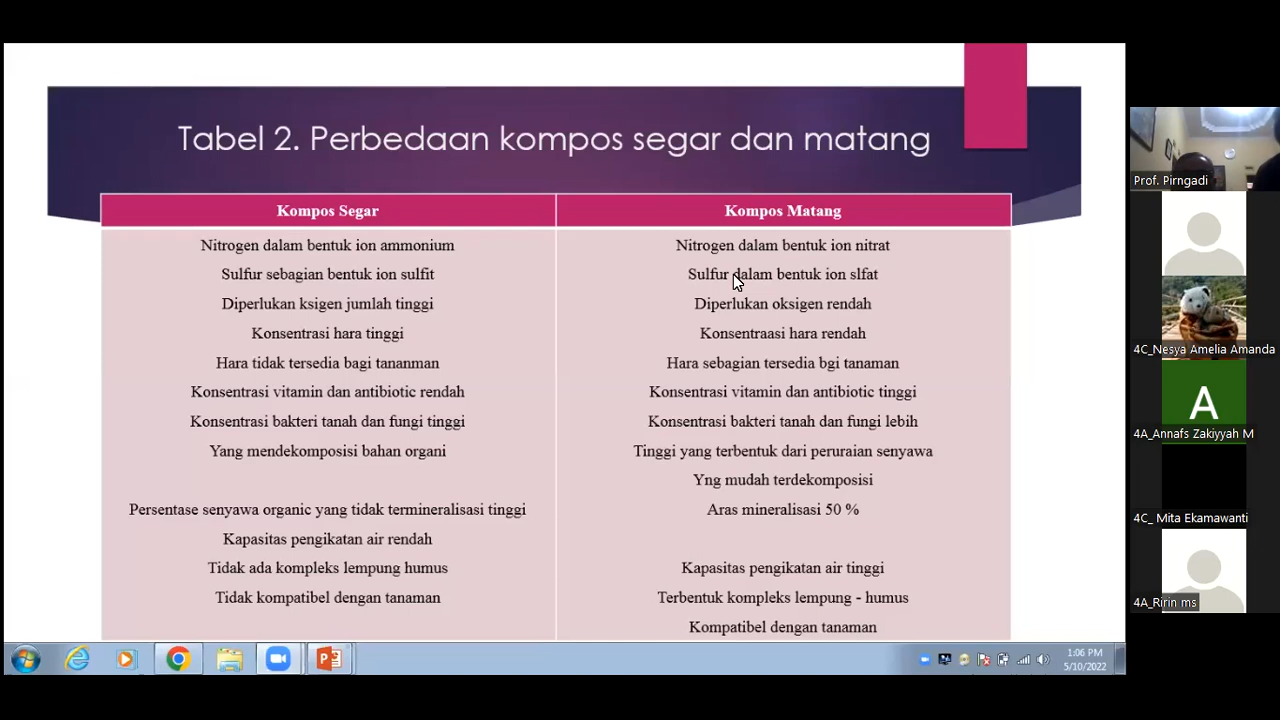 Tabel 2. Perbedaan kompos segar dan matang
Kompos Segar
Kompos Matang
Nitrogen dalam bentuk ion ammonium
Nitrogen dalam bentuk ion nitrat
Sulfur sebagian bentuk ion sulfit
Sulfur dalam bentuk ion slfat
Diperlukan ksigen jumlah tinggi
Diperlukan oksigen rendah
Konsentrasi hara tinggi
Konsentraasi hara rendah
Hara tidak tersedia bagi tananman
Hara sebagian tersedia bgi tanaman
Konsentrasi vitamin dan antibiotic rendah
Konsentrasi vitamin dan antibiotic tinggi
Konsentrasi bakteri tanah dan fungi tinggi
Konsentrasi bakteri tanah dan fungi lebih
Yang mendekomposisi bahan organi
Tinggi yang terbentuk dari peruraian senyawa
Yng mudah terdekomposisi
Persentase senyawa organic yang tidak termineralisasi tinggi
Aras mineralisasi 50 %
Kapasitas pengikatan air rendah
Tidak ada kompleks lempung humus
Kapasitas pengikatan air tinggi
Tidak kompatibel dengan tanaman
Terbentuk kompleks lempung - humus
Kompatibel dengan tanaman
Prof. Pirngadi
4C_Nesya Amelia Amanda
A
4A_Annafs Zakiyyah M
4C_ Mita Ekamawanti
4A_Ririn ms
1:06 PM
5/10/2022